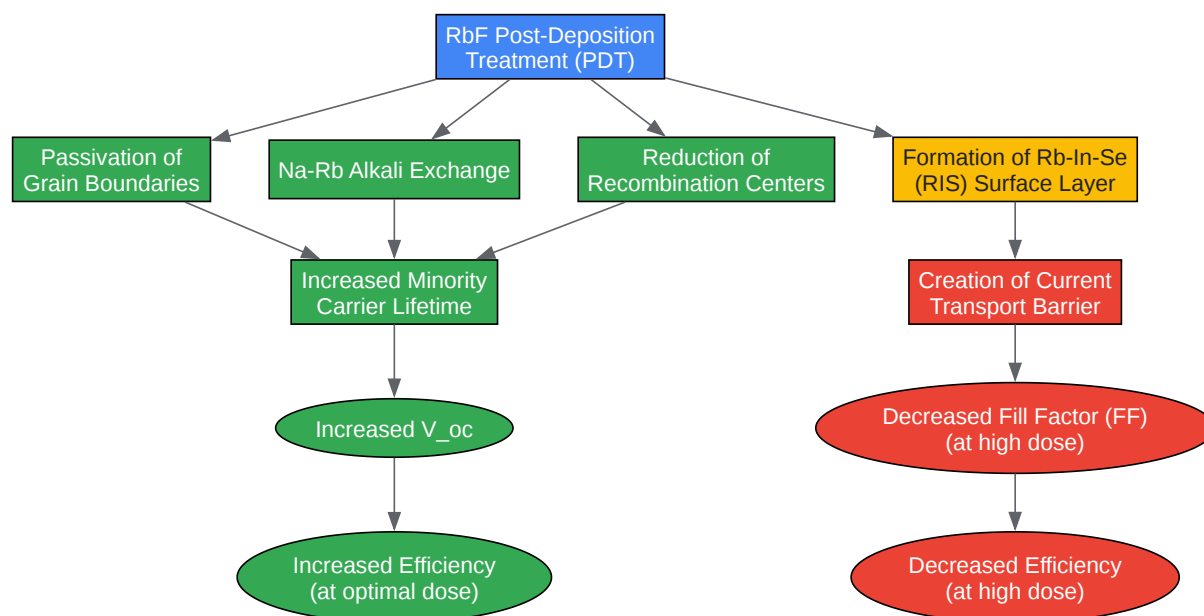 RbF Post-Deposition
Treatment (PDT)
Passivation of
Grain Boundaries
Na-Rb Alkali Exchange
Reduction of
Recombination Centers
Formation of Rb-In-Se
(RIS) Surface Layer
Increased Minority
Carrier Lifetime
Creation of Current
Transport Barrier
Increased V_oc
Decreased Fill Factor (FF)
(at high dose)
Increased Efficiency
(at optimal dose)
Decreased Efficiency
(at high dose)